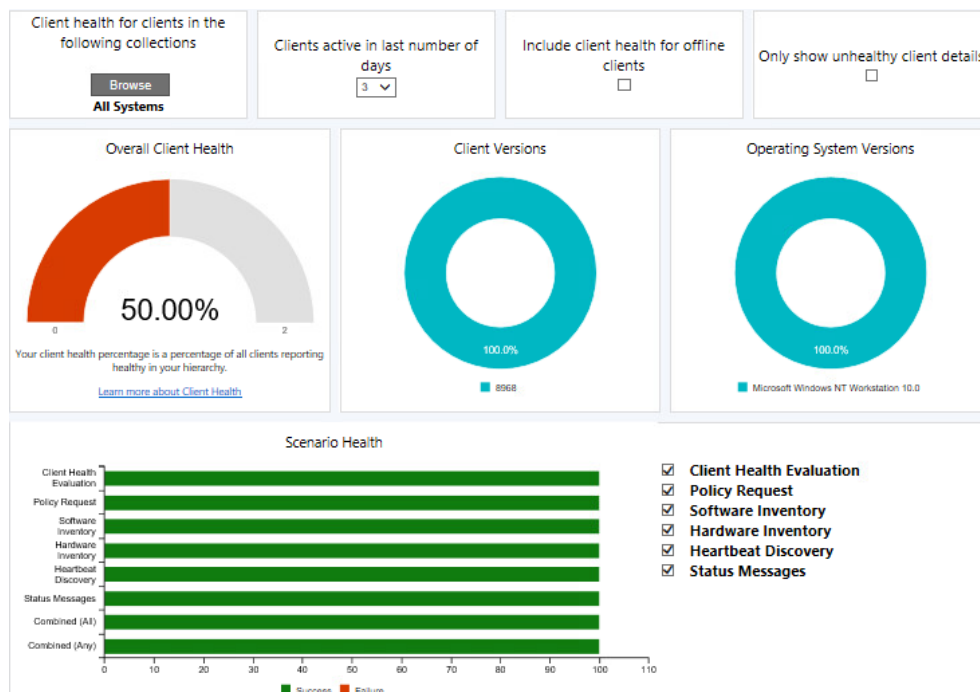 Client health for clients in the
following collections
Browse
All Systems
Clients active in last number of
days
3
Include client health for offline
clients
Only show unhealthy client details
Overall Client Health
50.00%
0
2
Your client health percentage is a percentage of all clients reporting
healthy in your hierarchy.
Learn more about Client Health
Client Versions
100.0%
8968
Operating System Versions
100.0%
Microsoft Windows NT Workstation 10.0
Scenario Health
Client Health
Evaluation
Policy Request
Software
Inventory
Hardware
Inventory
Heartbeat
Discovery
Status Messages
Combined (All)
Combined (Any)
0 10 20 30 40 50 60 70 80 90 100 110
Success Failure
Client Health Evaluation
Policy Request
Software Inventory
Hardware Inventory
Heartbeat Discovery
Status Messages